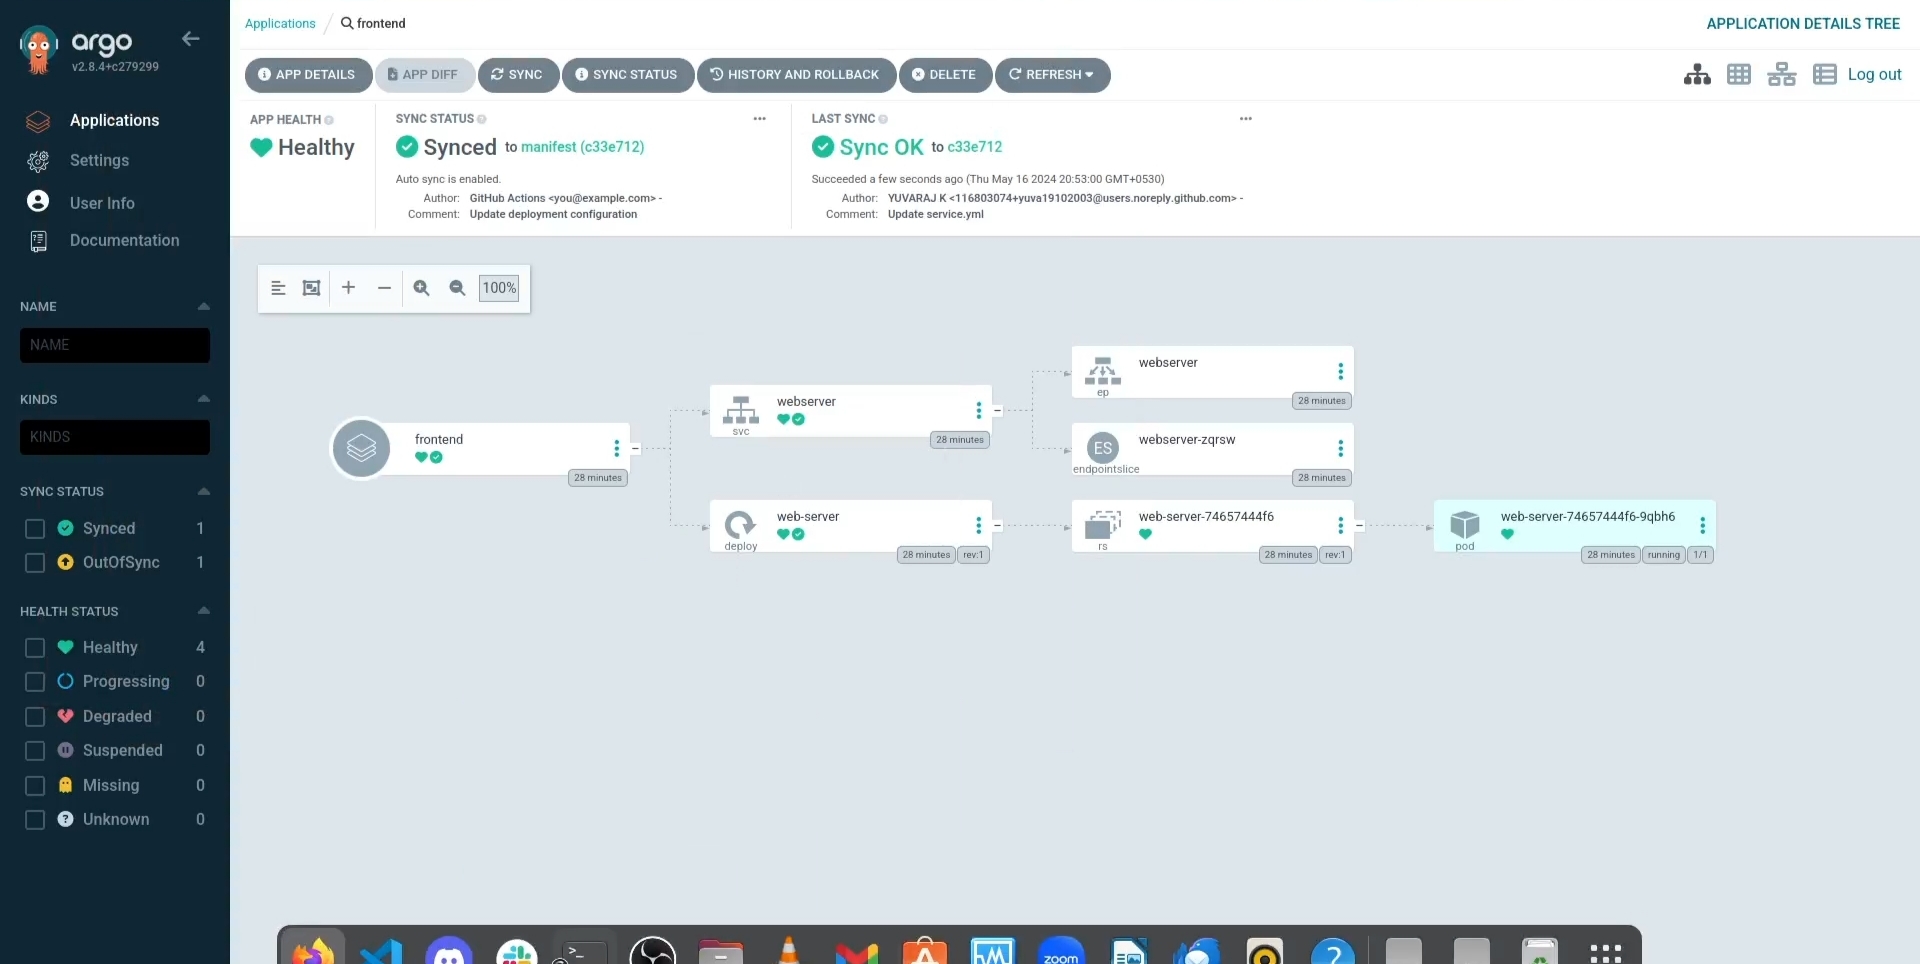 argo
v2.8.4+c279299
Applications
Settings
User Info
Documentation
NAME
NAME
KINDS
KINDS
SYNC STATUS
Synced 1
OutOfSync 1
HEALTH STATUS
Healthy 4
Progressing 0
Degraded 0
Suspended 0
Missing 0
Unknown 0
Applications / frontend
APPLICATION DETAILS TREE
APP DETAILS APP DIFF SYNC SYNC STATUS HISTORY AND ROLLBACK DELETE REFRESH
Log out
APP HEALTH
Healthy
SYNC STATUS
Synced to manifest (c33e712)
Auto sync is enabled.
Author: GitHub Actions <you@example.com> -
Comment: Update deployment configuration
LAST SYNC
Sync OK to c33e712
Succeeded a few seconds ago (Thu May 16 2024 20:53:00 GMT+0530)
Author: YUVARAJ K <116803074+yuva19102003@users.noreply.github.com> -
Comment: Update service.yml
100%
frontend
28 minutes
webserver
svc
28 minutes
web-server
deploy
28 minutes rev:1
webserver
ep
28 minutes
ES
webserver-zqrsw
endpointslice
28 minutes
web-server-74657444f6
rs
28 minutes rev:1
web-server-74657444f6-9qbh6
pod
28 minutes running 1/1
zoom